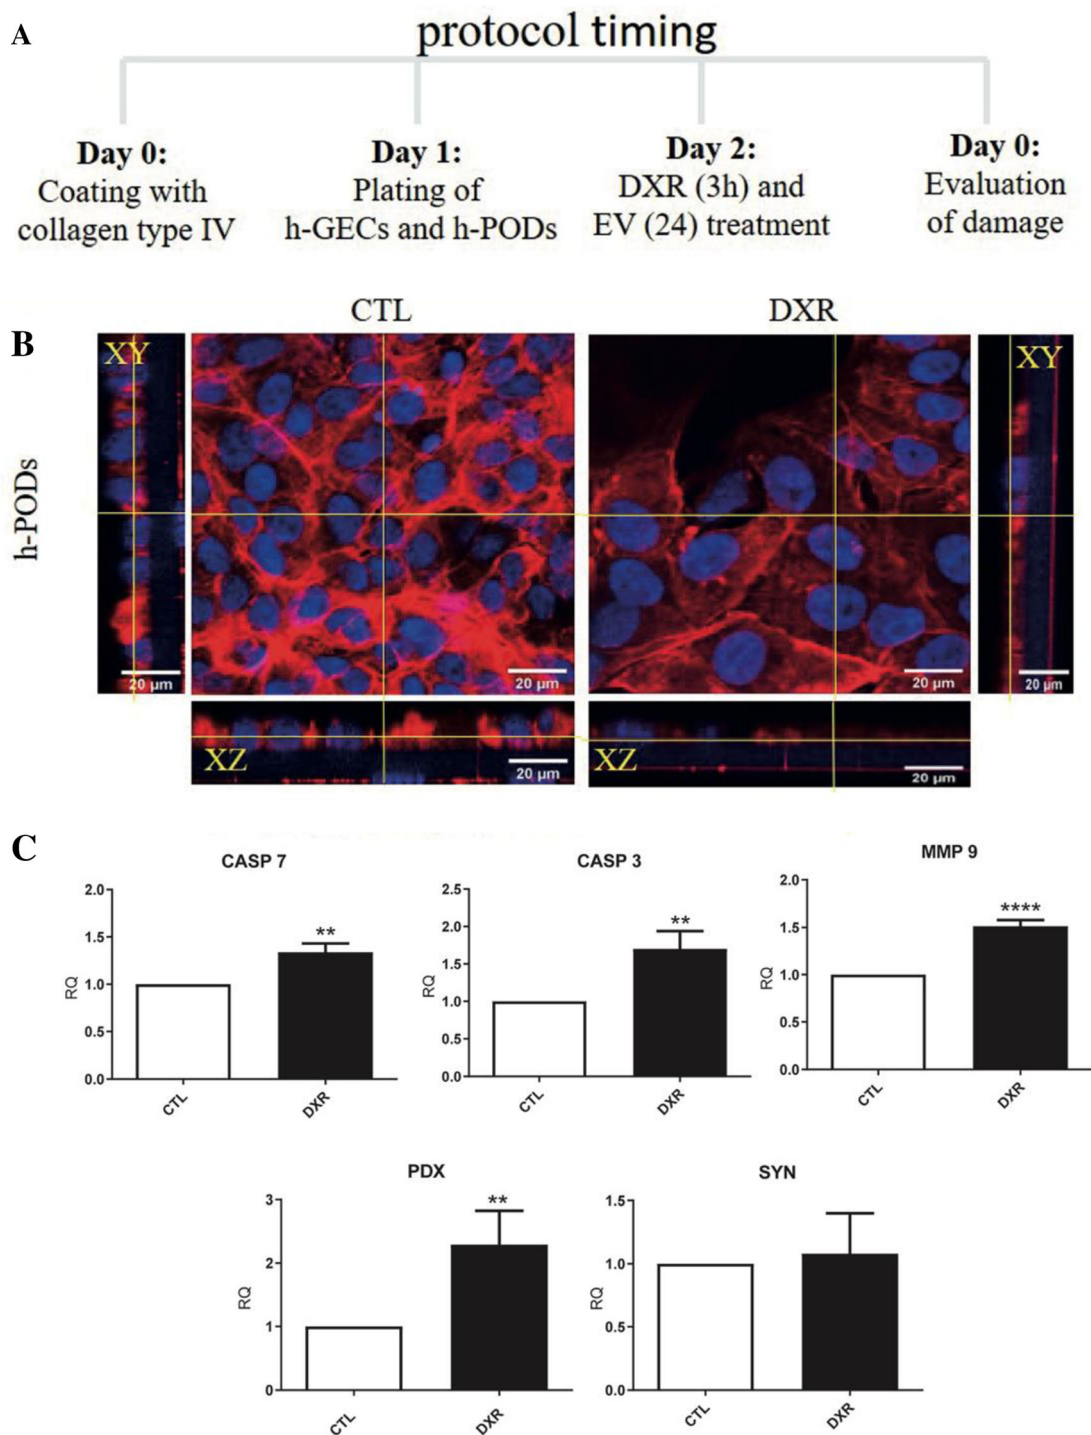 A
protocol timing
Day 0:
Coating with
collagen type IV
Day 1:
Plating of
h-GECs and h-PODs
Day 2:
DXR (3h) and
EV (24) treatment
Day 0:
Evaluation
of damage
B
CTL
DXR
h-PODs
XY
20 µm
20 µm
20 µm
XY
20 µm
XZ
20 µm
XZ
20 µm
C
CASP 7
RQ
2.0
1.5
1.0
0.5
0.0
**
CTL
DXR
CASP 3
RQ
2.5
2.0
1.5
1.0
0.5
0.0
**
CTL
DXR
MMP 9
RQ
2.0
1.5
1.0
0.5
0.0
****
CTL
DXR
PDX
RQ
3
2
1
0
**
CTL
DXR
SYN
RQ
1.5
1.0
0.5
0.0
CTL
DXR